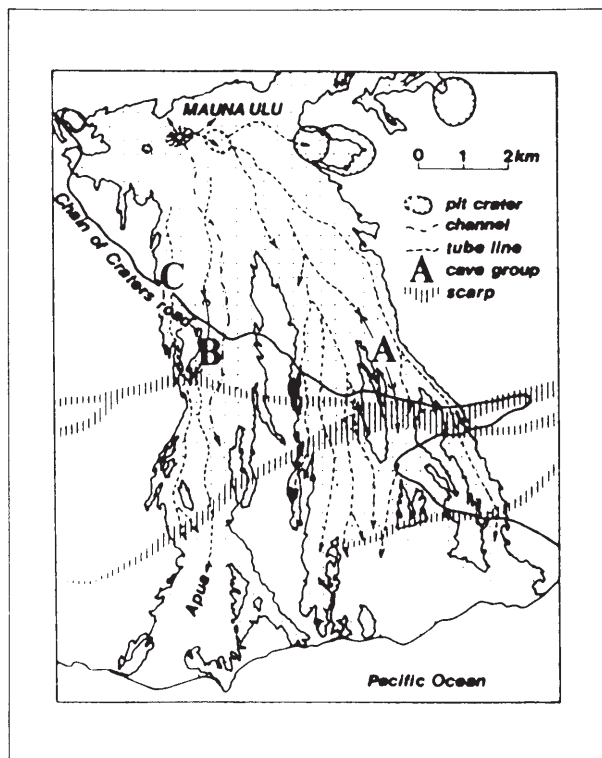 MAUNA ULU
0 1 2km
pit crater
channel
tube line
A cave group
scarp
Chain of Craters road
C
B
A
Apua
Pacific Ocean